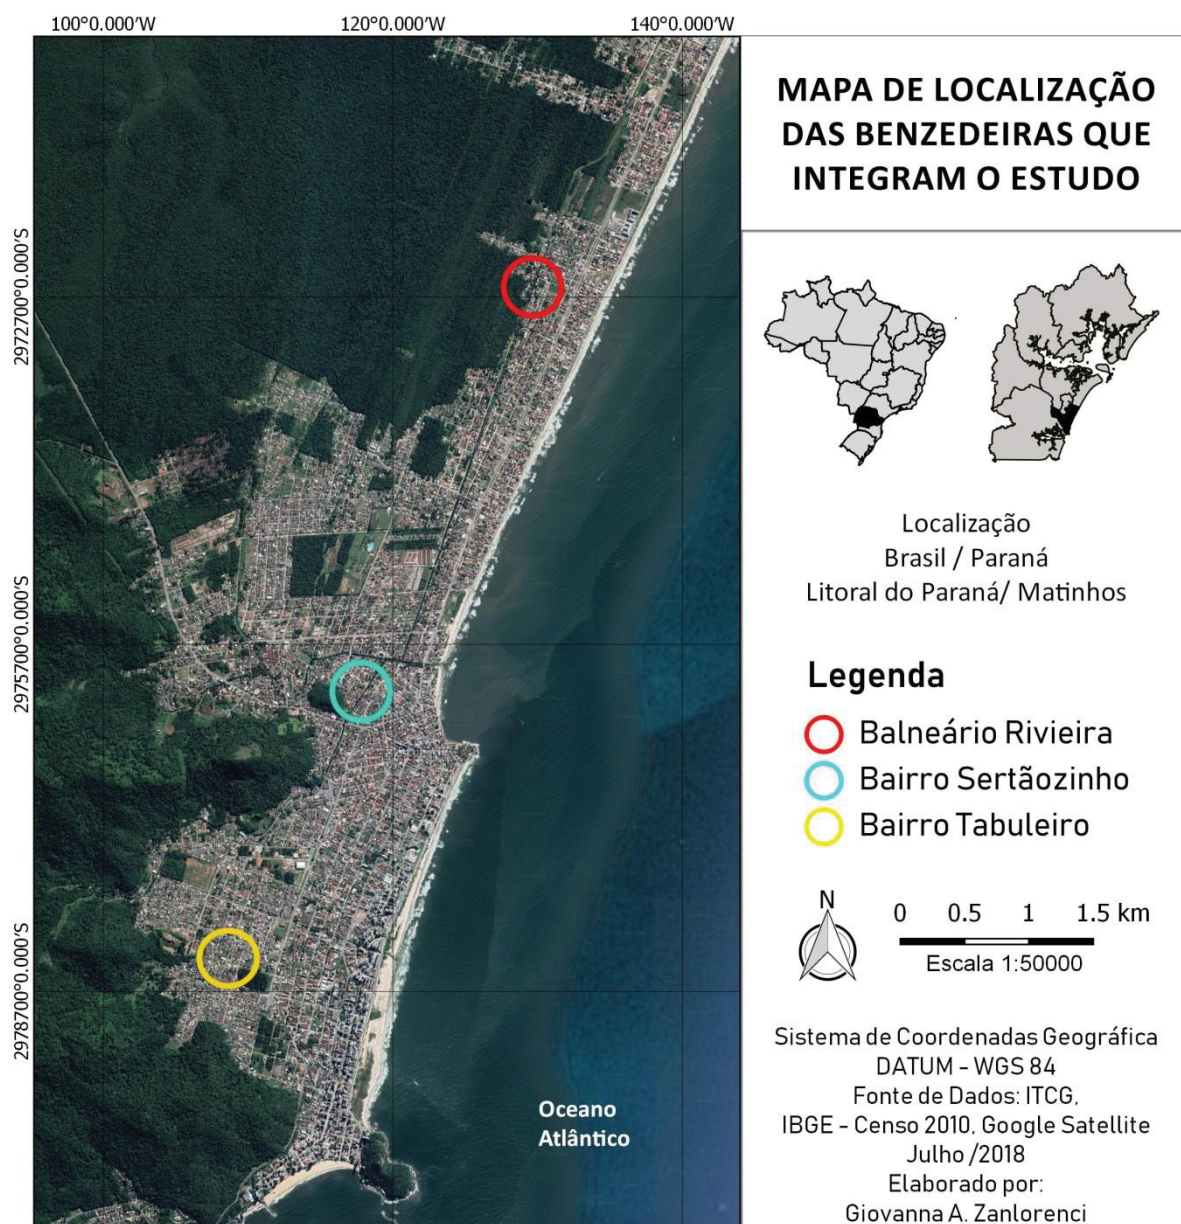 100°0.000'W 120°0.000'W 140°0.000'W
2972700°0.000'S
2975700°0.000'S
2978700°0.000'S
Oceano
Atlântico
MAPA DE LOCALIZAÇÃO
DAS BENZEDEIRAS QUE
INTEGRAM O ESTUDO
Localização
Brasil / Paraná
Litoral do Paraná/ Matinhos
Legenda
Balneário Rivieira
Bairro Sertãozinho
Bairro Tabuleiro
N
0 0.5 1 1.5 km
Escala 1:50000
Sistema de Coordenadas Geográfica
DATUM - WGS 84
Fonte de Dados: ITCG,
IBGE - Censo 2010, Google Satellite
Julho /2018
Elaborado por:
Giovanna A. Zanlorenci